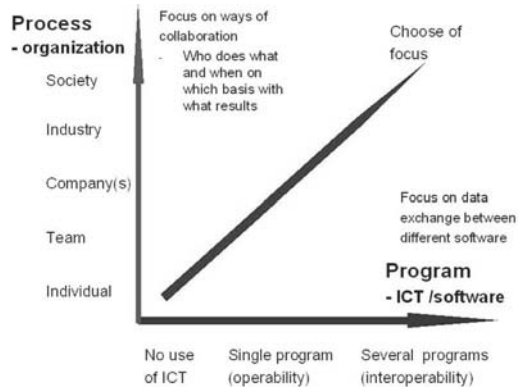 Process
- organization
Society
Industry
Company(s)
Team
Individual
Focus on ways of
collaboration
- Who does what
and when on
which basis with
what results
Choose of
focus
Focus on data
exchange between
different software
Program
- ICT /software
No use
of ICT
Single program
(operability)
Several programs
(interoperability)